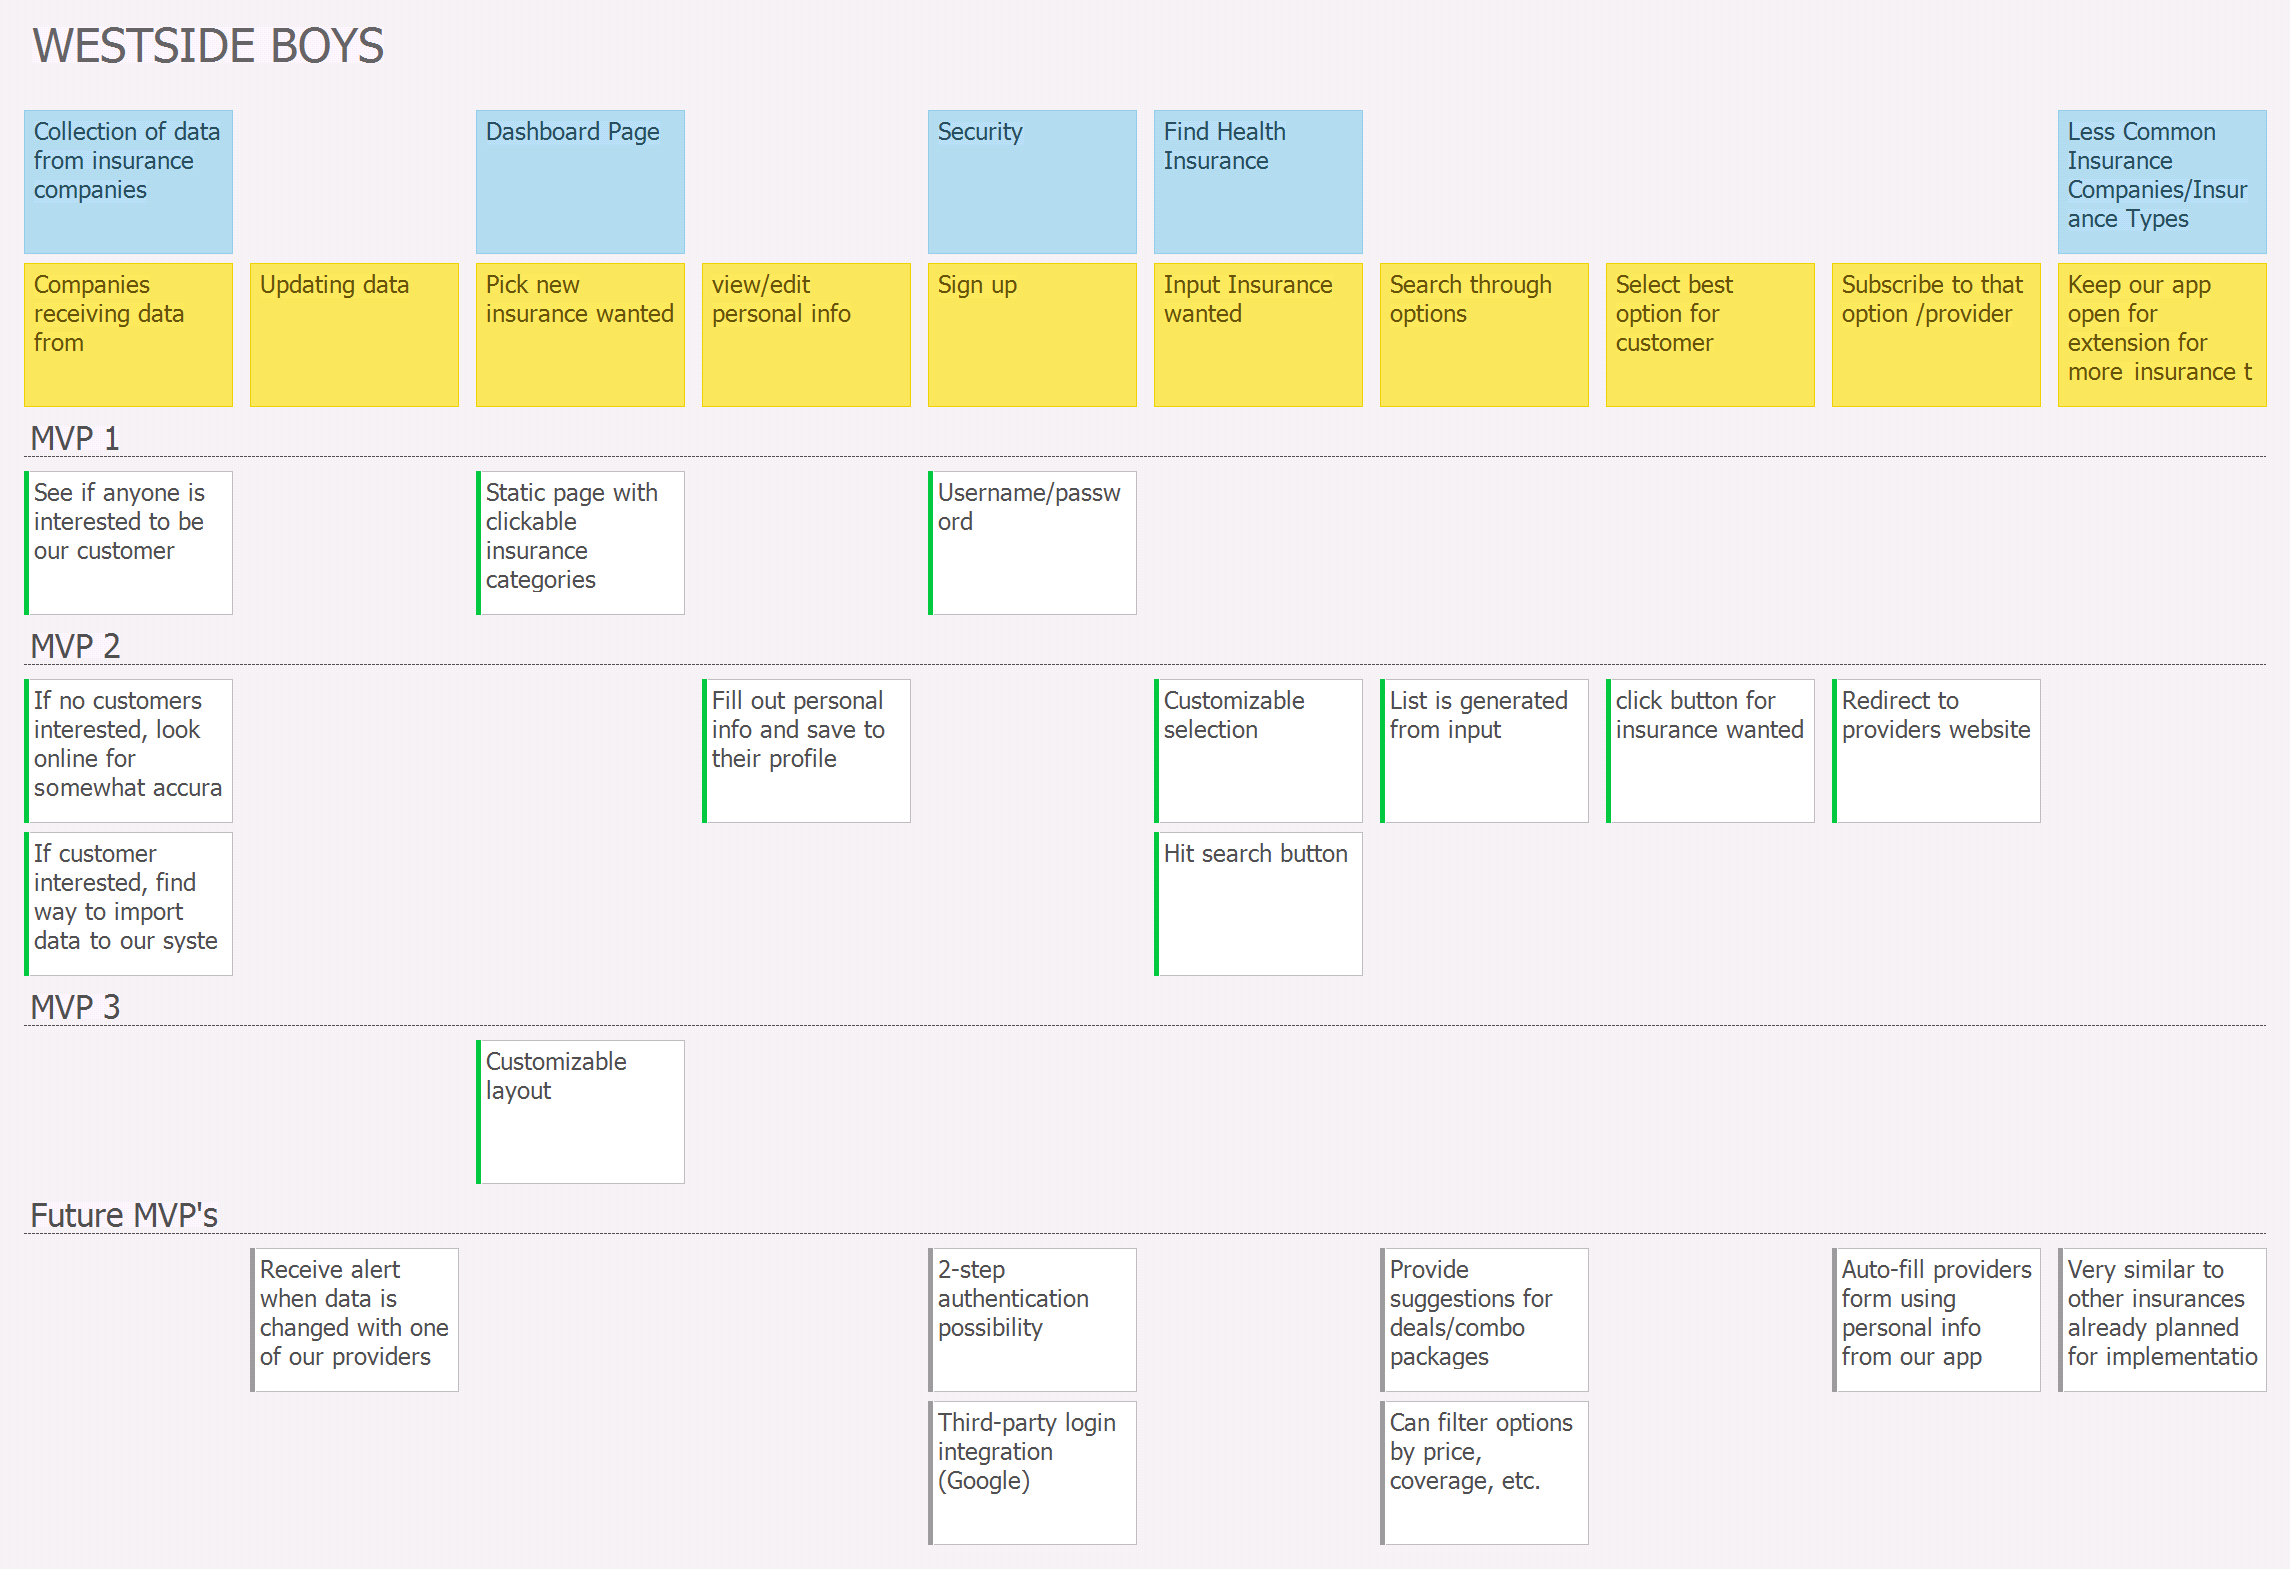 WESTSIDE BOYS
Collection of data
from insurance
companies
Dashboard Page
Security
Find Health
Insurance
Less Common
Insurance
Companies/Insur
ance Types
Companies
receiving data
from
Updating data
Pick new
insurance wanted
view/edit
personal info
Sign up
Input Insurance
wanted
Search through
options
Select best
option for
customer
Subscribe to that
option /provider
Keep our app
open for
extension for
more insurance t
MVP 1
See if anyone is
interested to be
our customer
Static page with
clickable
insurance
categories
Username/passw
ord
MVP 2
If no customers
interested, look
online for
somewhat accura
Fill out personal
info and save to
their profile
Customizable
selection
List is generated
from input
click button for
insurance wanted
Redirect to
providers website
If customer
interested, find
way to import
data to our syste
Hit search button
MVP 3
Customizable
layout
Future MVP's
Receive alert
when data is
changed with one
of our providers
2-step
authentication
possibility
Provide
suggestions for
deals/combo
packages
Auto-fill providers
form using
personal info
from our app
Very similar to
other insurances
already planned
for implementatio
Third-party login
integration
(Google)
Can filter options
by price,
coverage, etc.